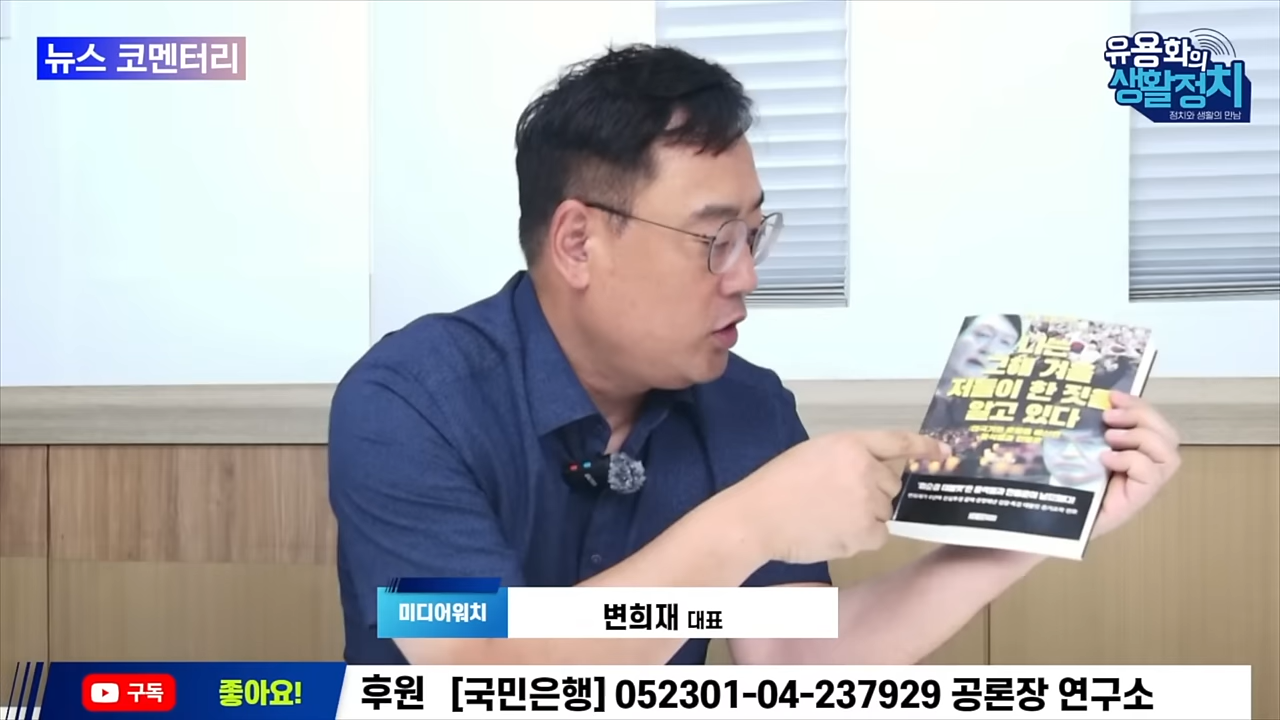 뉴스 코멘터리
유용화의
생활정치
정치와 생활의 만남
나는
그해 겨울
저들이 한 짓을
알고 있다
미디어워치
변희재 대표
구독
좋아요!
후원 [국민은행] 052301-04-237929 공론장 연구소